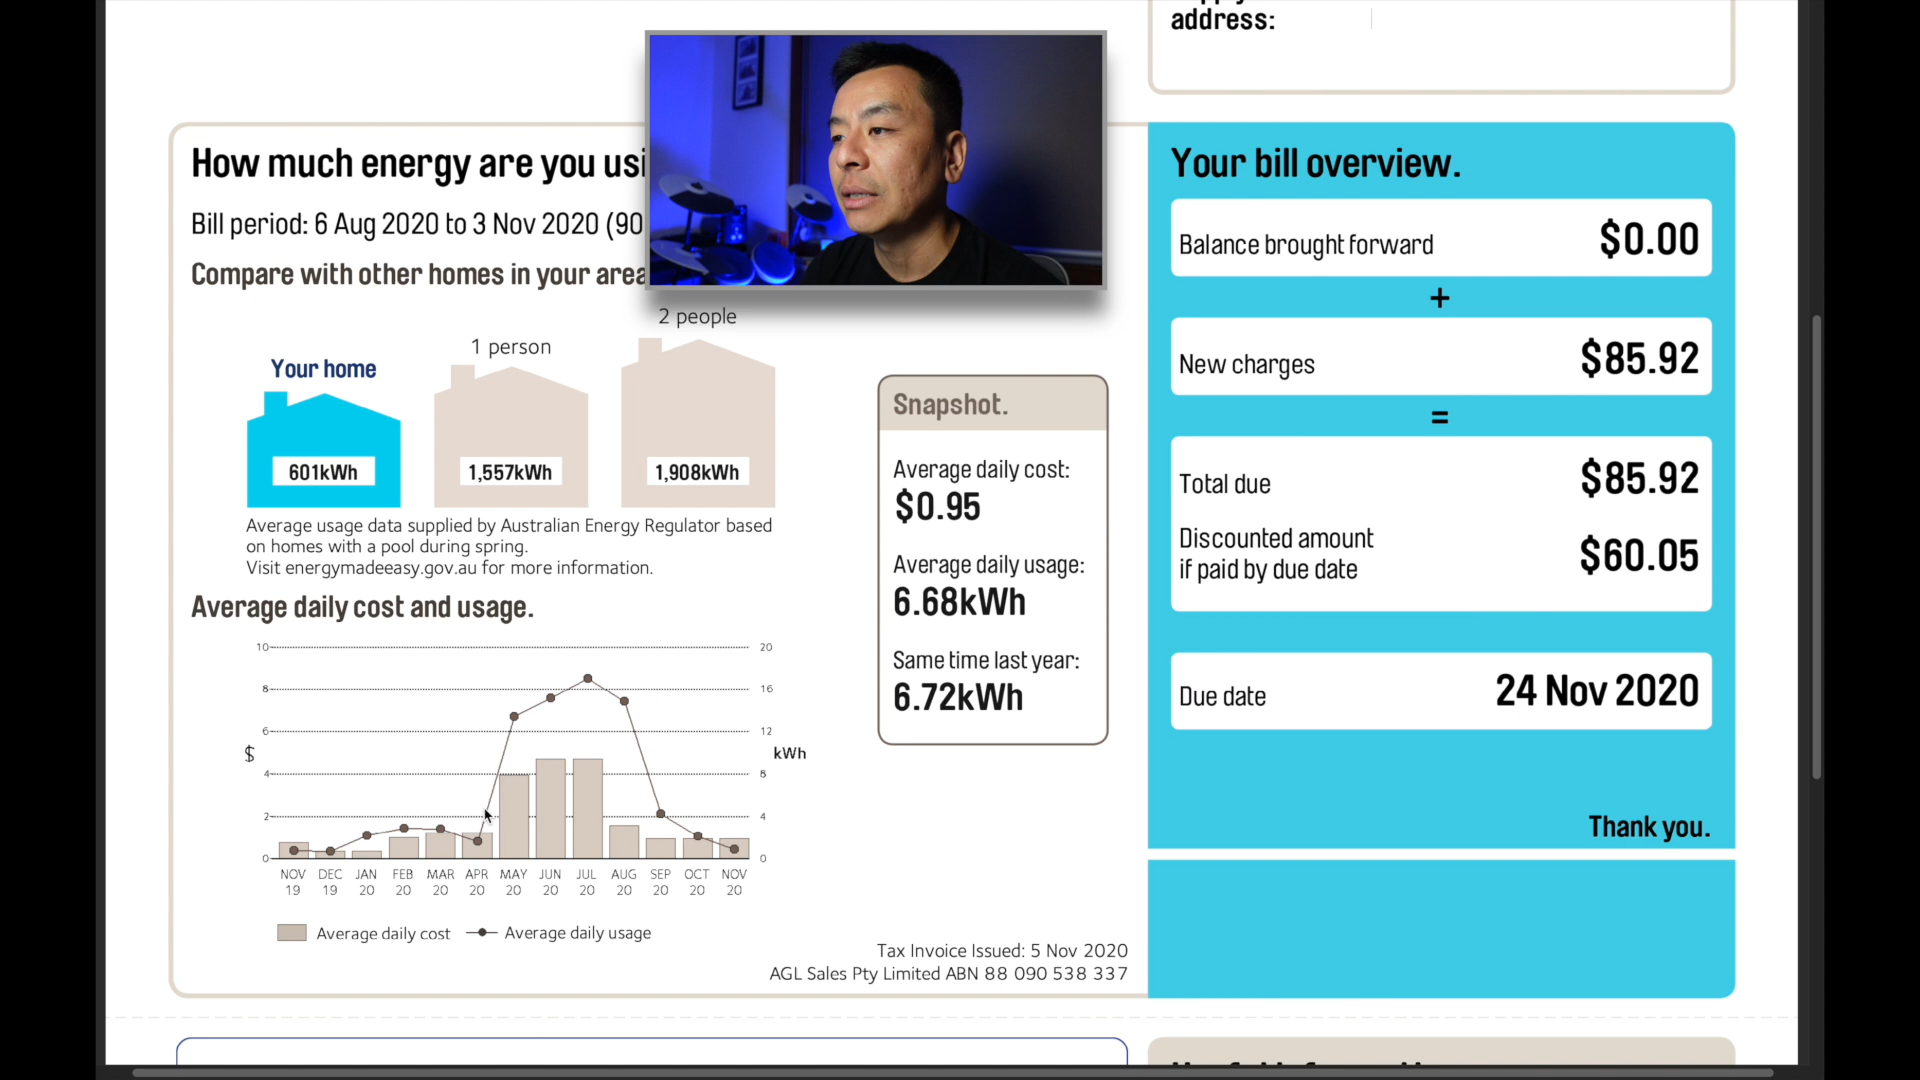 address:
How much energy are you usi
Bill period: 6 Aug 2020 to 3 Nov 2020 (90
Compare with other homes in your area
Your home
1 person
2 people
601kWh
1,557kWh
1,908kWh
Average usage data supplied by Australian Energy Regulator based
on homes with a pool during spring.
Visit energymadeeasy.gov.au for more information.
Snapshot.
Average daily cost:
$0.95
Average daily usage:
6.68kWh
Same time last year:
6.72kWh
Average daily cost and usage.
10
8
6
4
2
0
$
20
16
12
8
4
0
kWh
NOV DEC JAN FEB MAR APR MAY JUN JUL AUG SEP OCT NOV
19 19 20 20 20 20 20 20 20 20 20 20 20
Average daily cost
Average daily usage
Tax Invoice Issued: 5 Nov 2020
AGL Sales Pty Limited ABN 88 090 538 337
Your bill overview.
Balance brought forward $0.00
+
New charges $85.92
=
Total due $85.92
Discounted amount
if paid by due date $60.05
Due date 24 Nov 2020
Thank you.